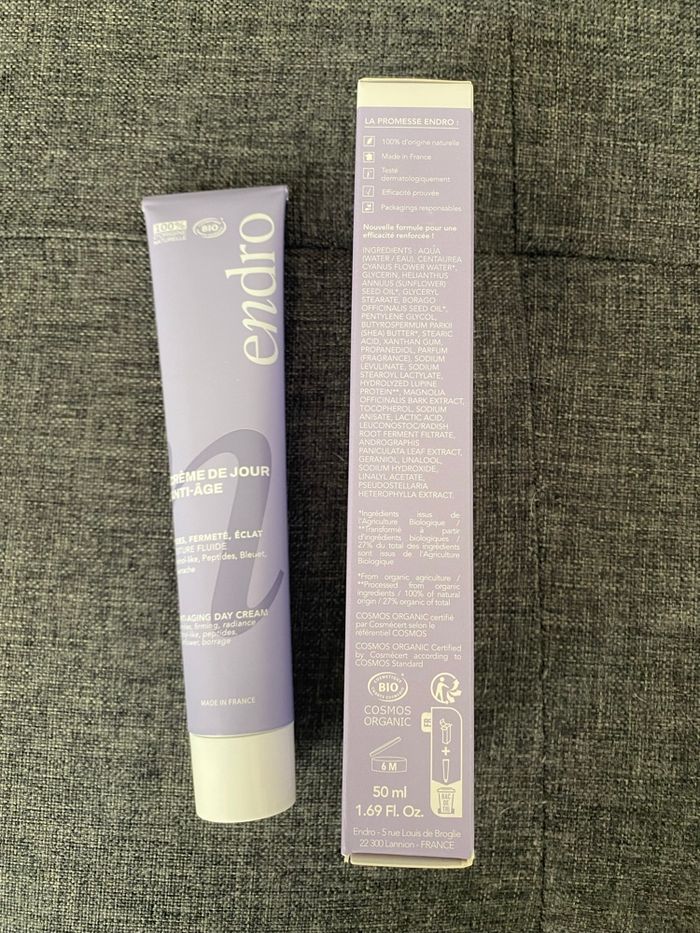 100%
D'ORIGINE
NATURELLE
BIO
endro
CRÈME DE JOUR
ANTI-ÂGE
FERMETÉ, ÉCLAT
TEXTURE FLUIDE
Peptides, Bleuet,
ANTI-AGING DAY CREAM
firming, radiance
peptides,
borrage
MADE IN FRANCE
LA PROMESSE ENDRO :
100% d'origine naturelle
Made in France
Testé
dermatologiquement
Efficacité prouvée
Packagings responsables
Nouvelle formule pour une
efficacité renforcée !
INGREDIENTS : AQUA
(WATER / EAU), CENTAUREA
CYANUS FLOWER WATER*,
GLYCERIN, HELIANTHUS
ANNUUS (SUNFLOWER)
SEED OIL*, GLYCERYL
STEARATE, BORAGO
OFFICINALIS SEED OIL*,
PENTYLENE GLYCOL,
BUTYROSPERMUM PARKII
(SHEA) BUTTER*, STEARIC
ACID, XANTHAN GUM,
PROPANEDIOL, PARFUM
(FRAGRANCE), SODIUM
LEVULINATE, SODIUM
STEAROYL LACTYLATE,
HYDROLYZED LUPINE
PROTEIN**, MAGNOLIA
OFFICINALIS BARK EXTRACT,
TOCOPHEROL, SODIUM
ANISATE, LACTIC ACID,
LEUCONOSTOC/RADISH
ROOT FERMENT FILTRATE,
ANDROGRAPHIS
PANICULATA LEAF EXTRACT,
GERANIOL, LINALOOL,
SODIUM HYDROXIDE,
LINALYL ACETATE,
PSEUDOSTELLARIA
HETEROPHYLLA EXTRACT.
*Ingrédients issus de
l'Agriculture Biologique /
**Transformé à partir
d'ingrédients biologiques /
27% du total des ingrédients
sont issus de l'Agriculture
Biologique
*From organic agriculture /
**Processed from organic
ingredients / 100% of natural
origin / 27% organic of total
COSMOS ORGANIC certifié
par Cosmécert selon le
référentiel COSMOS
COSMOS ORGANIC Certified
by Cosmécert according to
COSMOS Standard
BIO
COSMOS
ORGANIC
FR
+
BAC
DE
TRI
6 M
50 ml
1.69 Fl. Oz.
Endro - 5 rue Louis de Broglie
22 300 Lannion - FRANCE